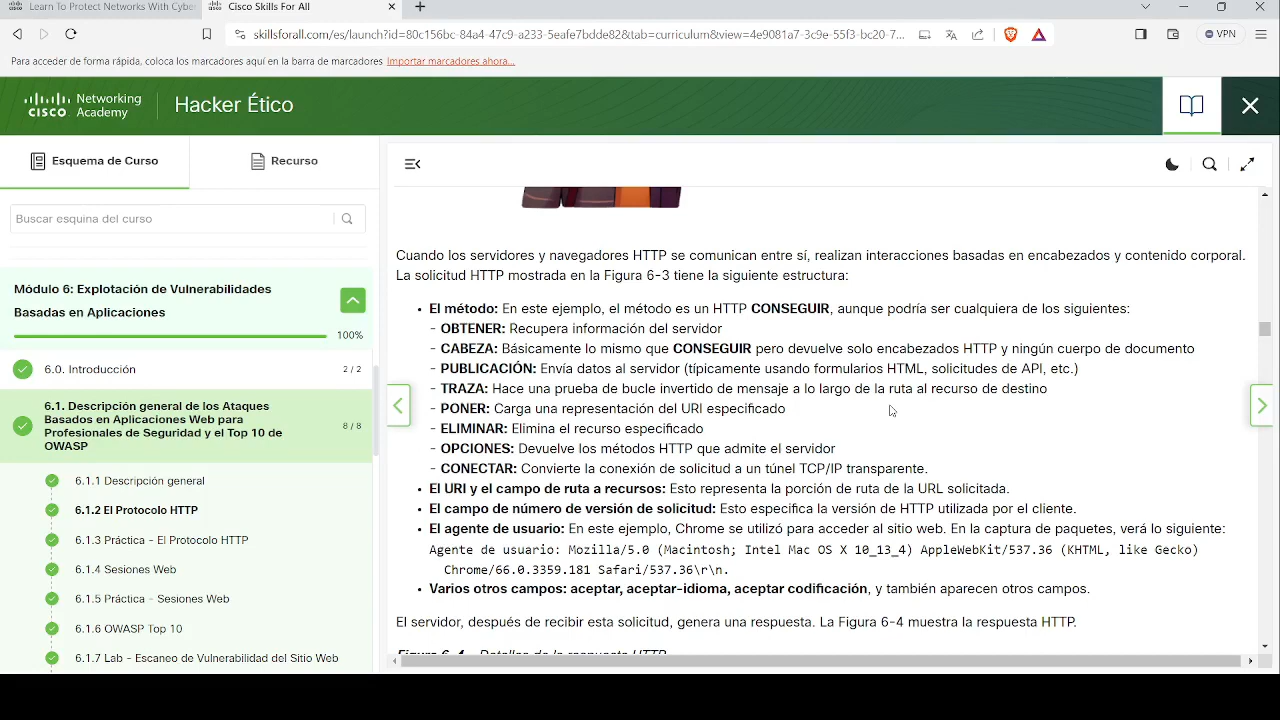 Learn To Protect Networks With Cyber
Cisco Skills For All
skillsforall.com/es/launch?id=80c156bc-84a4-47c9-a233-5eafe7bdde82&tab=curriculum&view=4e9081a7-3c9e-55f3-bc20-7...
VPN
Para acceder de forma rápida, coloca los marcadores aquí en la barra de marcadores Importar marcadores ahora...
cisco Networking Academy
Hacker Ético
Esquema de Curso
Recurso
Buscar esquina del curso
Módulo 6: Explotación de Vulnerabilidades
Basadas en Aplicaciones
100%
6.0. Introducción
2 / 2
6.1. Descripción general de los Ataques
Basados en Aplicaciones Web para
Profesionales de Seguridad y el Top 10 de
OWASP
8 / 8
6.1.1 Descripción general
6.1.2 El Protocolo HTTP
6.1.3 Práctica - El Protocolo HTTP
6.1.4 Sesiones Web
6.1.5 Práctica - Sesiones Web
6.1.6 OWASP Top 10
6.1.7 Lab - Escaneo de Vulnerabilidad del Sitio Web
Cuando los servidores y navegadores HTTP se comunican entre sí, realizan interacciones basadas en encabezados y contenido corporal.
La solicitud HTTP mostrada en la Figura 6-3 tiene la siguiente estructura:
• El método: En este ejemplo, el método es un HTTP CONSEGUIR, aunque podría ser cualquiera de los siguientes:
- OBTENER: Recupera información del servidor
- CABEZA: Básicamente lo mismo que CONSEGUIR pero devuelve solo encabezados HTTP y ningún cuerpo de documento
- PUBLICACIÓN: Envía datos al servidor (típicamente usando formularios HTML, solicitudes de API, etc.)
- TRAZA: Hace una prueba de bucle invertido de mensaje a lo largo de la ruta al recurso de destino
- PONER: Carga una representación del URI especificado
- ELIMINAR: Elimina el recurso especificado
- OPCIONES: Devuelve los métodos HTTP que admite el servidor
- CONECTAR: Convierte la conexión de solicitud a un túnel TCP/IP transparente.
• El URI y el campo de ruta a recursos: Esto representa la porción de ruta de la URL solicitada.
• El campo de número de versión de solicitud: Esto especifica la versión de HTTP utilizada por el cliente.
• El agente de usuario: En este ejemplo, Chrome se utilizó para acceder al sitio web. En la captura de paquetes, verá lo siguiente:
Agente de usuario: Mozilla/5.0 (Macintosh; Intel Mac OS X 10_13_4) AppleWebKit/537.36 (KHTML, like Gecko)
Chrome/66.0.3359.181 Safari/537.36\r\n.
• Varios otros campos: aceptar, aceptar-idioma, aceptar codificación, y también aparecen otros campos.
El servidor, después de recibir esta solicitud, genera una respuesta. La Figura 6-4 muestra la respuesta HTTP.
Figura 6-4 - Detalles de la respuesta HTTP